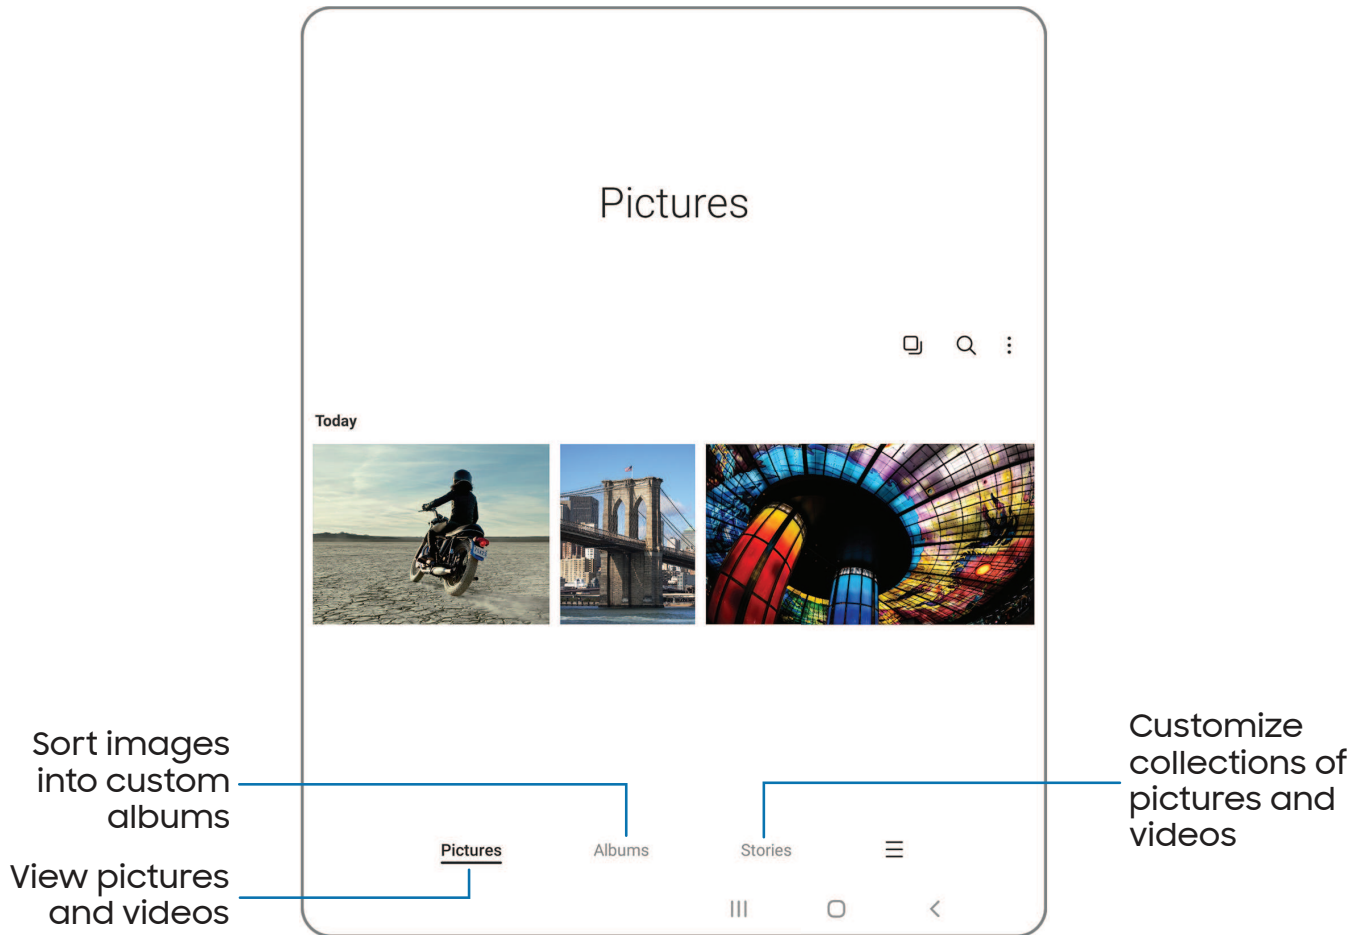 Pictures
Today
Sort images
into custom
albums
Customize
collections of
pictures and
videos
Pictures
Albums
Stories
View pictures
and videos